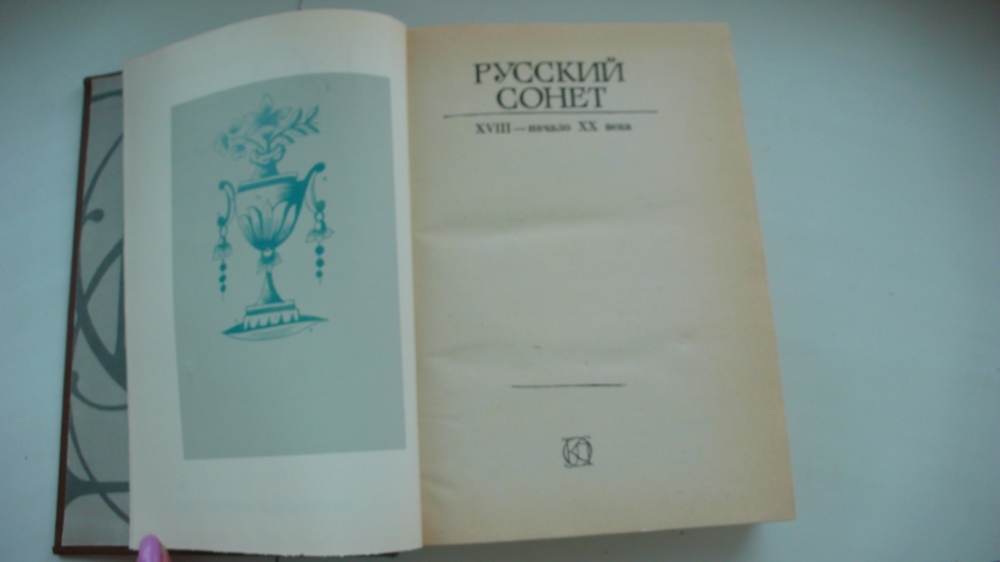 РУССКИЙ
СОНЕТ
XVIII — начало XX века